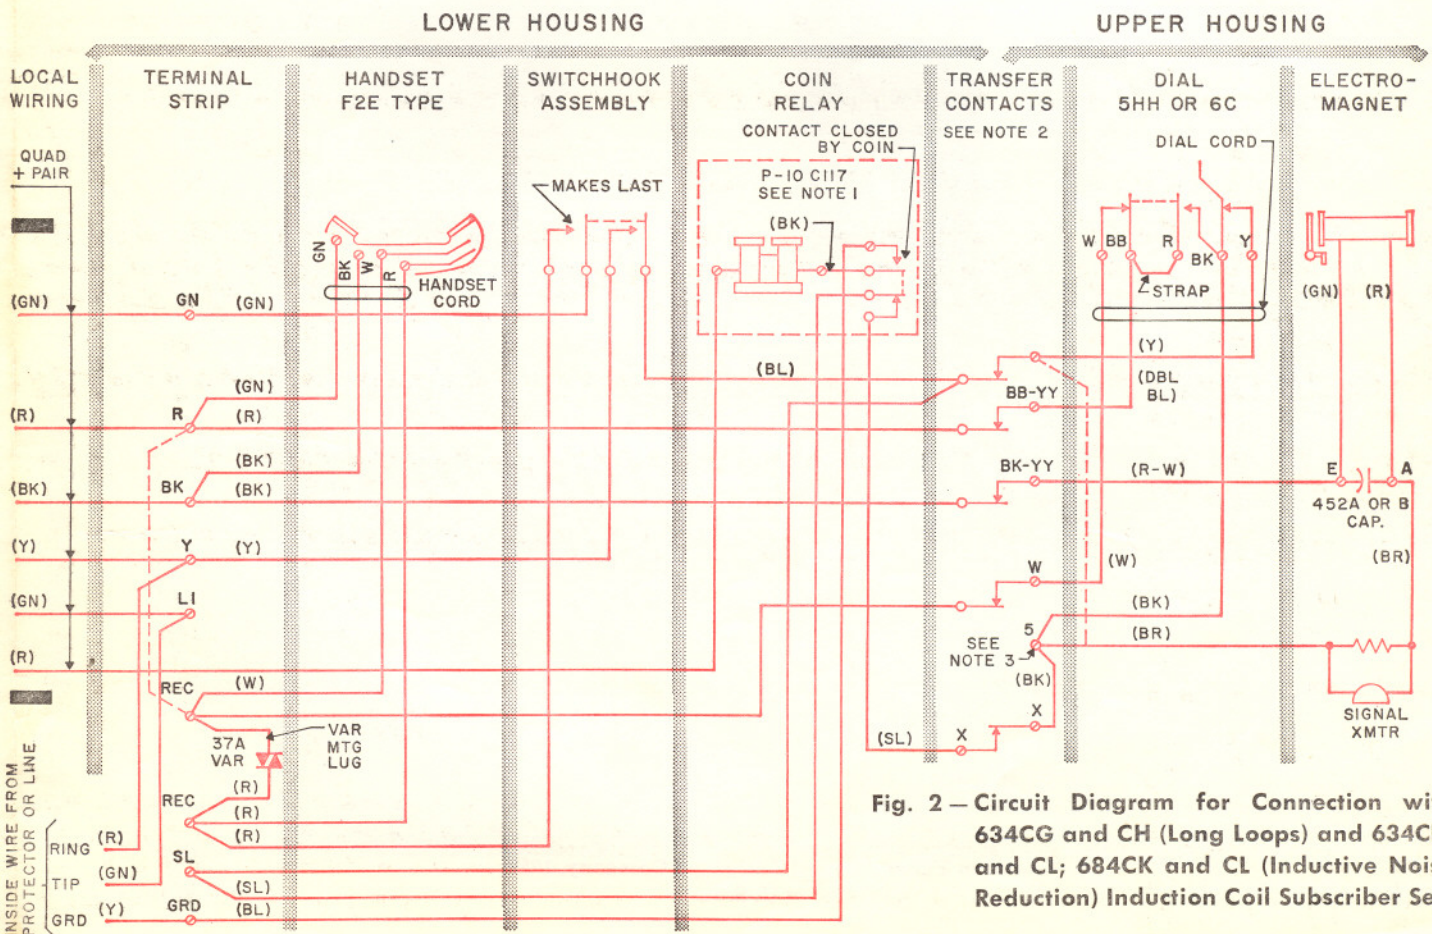 LOWER HOUSING
UPPER HOUSING
LOCAL
WIRING
TERMINAL
STRIP
HANDSET
F2E TYPE
SWITCHHOOK
ASSEMBLY
COIN
RELAY
TRANSFER
CONTACTS
SEE NOTE 2
DIAL
5HH OR 6C
ELECTRO-
MAGNET
QUAD
+ PAIR
MAKES LAST
CONTACT CLOSED
BY COIN
P-10 C117
SEE NOTE 1
(BK)
DIAL CORD
GN
BK
W
R
HANDSET
CORD
W
BB
R
BK
Y
STRAP
(GN)
(R)
(GN)
GN
(GN)
(Y)
(BL)
(DBL
BL)
BB-YY
(GN)
(R)
R
(R)
(BK)
BK-YY
(R-W)
E
A
(BK)
BK
(BK)
452A OR B
CAP.
(Y)
Y
(Y)
(BR)
W
(W)
(GN)
L1
(BK)
5
(BR)
SEE
NOTE 3
(BK)
(R)
REC
(W)
X
X
(SL)
SIGNAL
XMTR
37A
VAR
VAR
MTG
LUG
(R)
REC
(R)
(R)
INSIDE WIRE FROM
PROTECTOR OR LINE
RING
(R)
SL
TIP
(GN)
(SL)
GRD
(Y)
GRD
(BL)
Fig. 2 — Circuit Diagram for Connection wi
634CG and CH (Long Loops) and 634C
and CL; 684CK and CL (Inductive Nois
Reduction) Induction Coil Subscriber Se